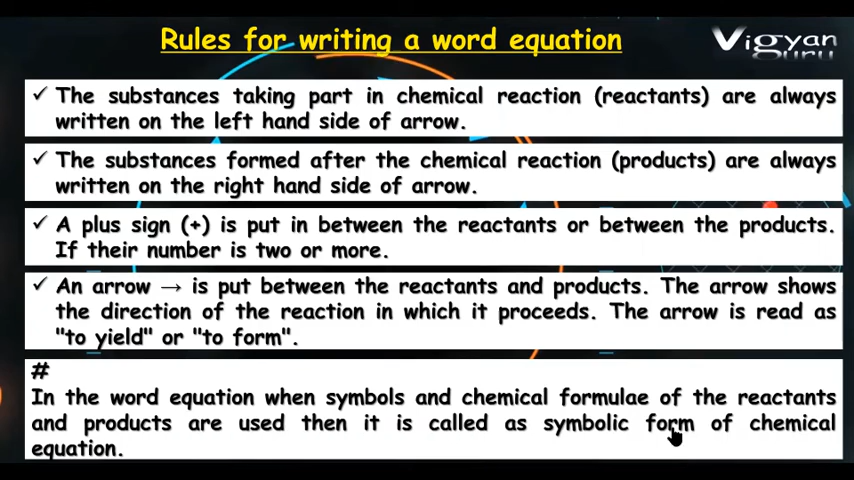 Rules for writing a word equation
Vigyan
Guru
✓ The substances taking part in chemical reaction (reactants) are always
written on the left hand side of arrow.
✓ The substances formed after the chemical reaction (products) are always
written on the right hand side of arrow.
✓ A plus sign (+) is put in between the reactants or between the products.
If their number is two or more.
✓ An arrow → is put between the reactants and products. The arrow shows
the direction of the reaction in which it proceeds. The arrow is read as
"to yield" or "to form".
#
In the word equation when symbols and chemical formulae of the reactants
and products are used then it is called as symbolic form of chemical
equation.